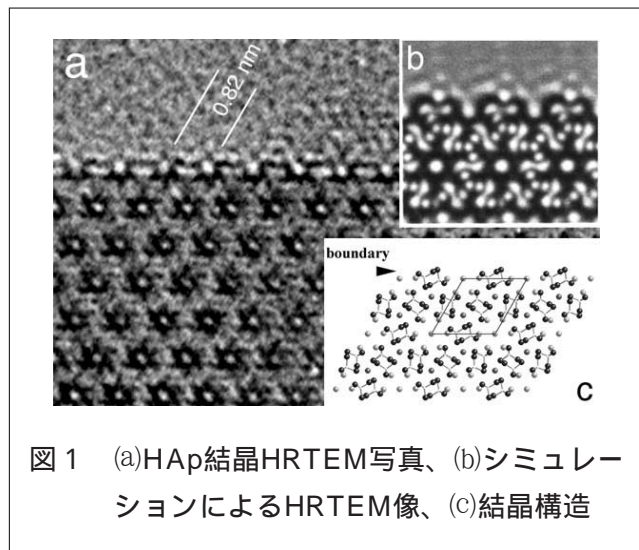 a
0.82 nm
b
boundary
c
図1 (a)HAp結晶HRTEM写真、(b)シミュレー
ションによるHRTEM像、(c)結晶構造